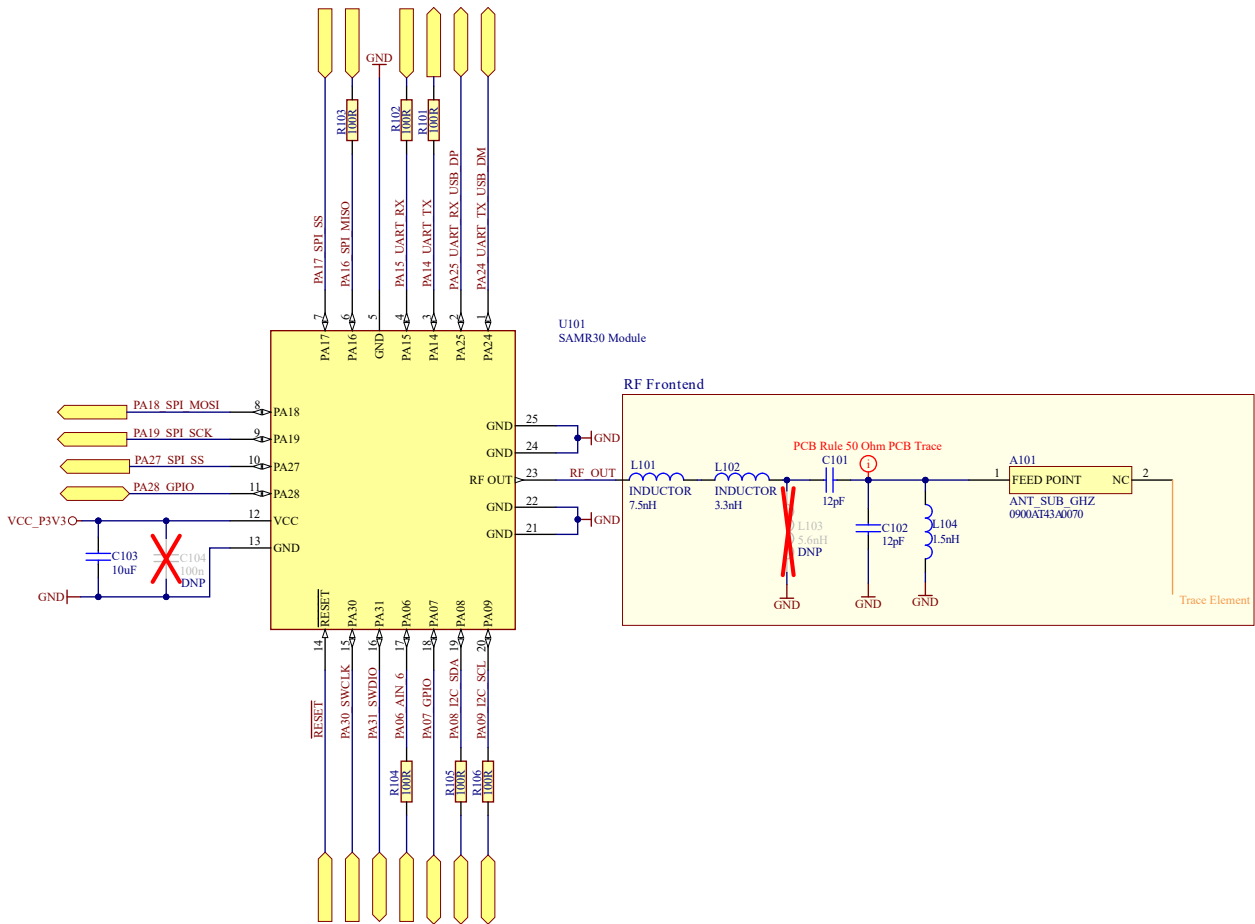 GND
R103
100R
R102
100R
R101
100R
PA17_SPI_SS
PA16_SPI_MISO
PA15_UART_RX
PA14_UART_TX
PA25_UART_RX_USB_DP
PA24_UART_TX_USB_DM
7
6
5
4
3
2
1
PA17
PA16
GND
PA15
PA14
PA25
PA24
U101
SAMR30 Module
PA18_SPI_MOSI
8
PA18
PA19_SPI_SCK
9
PA19
PA27_SPI_SS
10
PA27
PA28_GPIO
11
PA28
VCC_P3V3
12
VCC
13
GND
C103
10uF
C104
100n
DNP
GND
GND
25
GND
24
GND
RF OUT
23
RF_OUT
GND
22
GND
21
GND
RF Frontend
PCB Rule 50 Ohm PCB Trace
i
L101
INDUCTOR
7.5nH
L102
INDUCTOR
3.3nH
C101
12pF
L103
5.6nH
DNP
GND
C102
12pF
GND
L104
1.5nH
GND
A101
1
FEED POINT
NC
2
ANT_SUB_GHZ
0900AT43A0070
Trace Element
RESET
PA30
PA31
PA06
PA07
PA08
PA09
14
15
16
17
18
19
20
RESET
PA30_SWCLK
PA31_SWDIO
PA06_AIN_6
PA07_GPIO
PA08_I2C_SDA
PA09_I2C_SCL
R104
100R
R105
100R
R106
100R